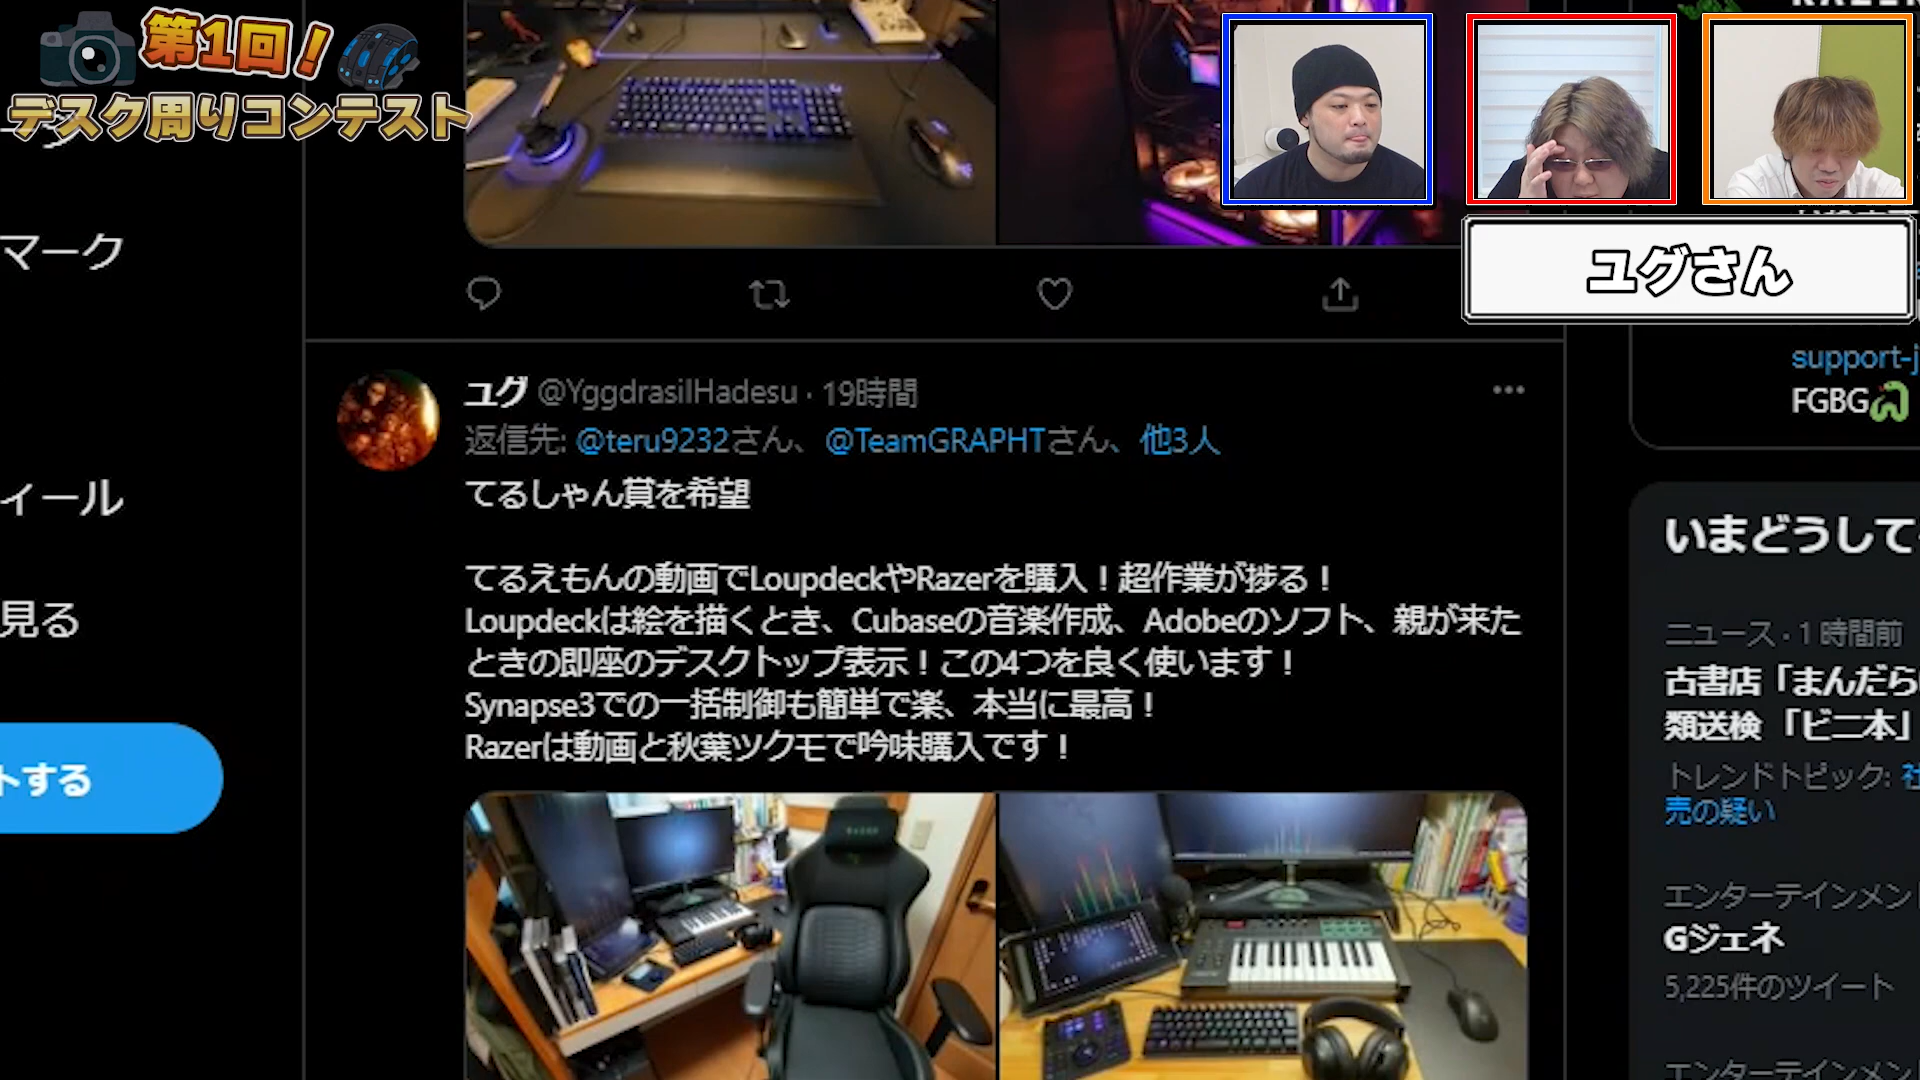 第1回!
デスク周りコンテスト
ユグさん
マーク
ィール
見る
トする
ユグ @YggdrasilHadesu · 19時間
返信先: @teru9232さん、@TeamGRAPHTさん、他3人
てるしゃん賞を希望
てるえもんの動画でLoupdeckやRazerを購入！超作業が捗る！
Loupdeckは絵を描くとき、Cubaseの音楽作成、Adobeのソフト、親が来た
ときの即座のデスクトップ表示！この4つを良く使います！
Synapse3での一括制御も簡単で楽、本当に最高！
Razerは動画と秋葉ツクモで吟味購入です！
support-j
FGBG
いまどうして
ニュース · 1 時間前
古書店「まんだら
類送検 「ビニ本」
トレンドトピック: 社
売の疑い
エンターテインメント
Gジェネ
5,225件のツイート
エンターテインメント